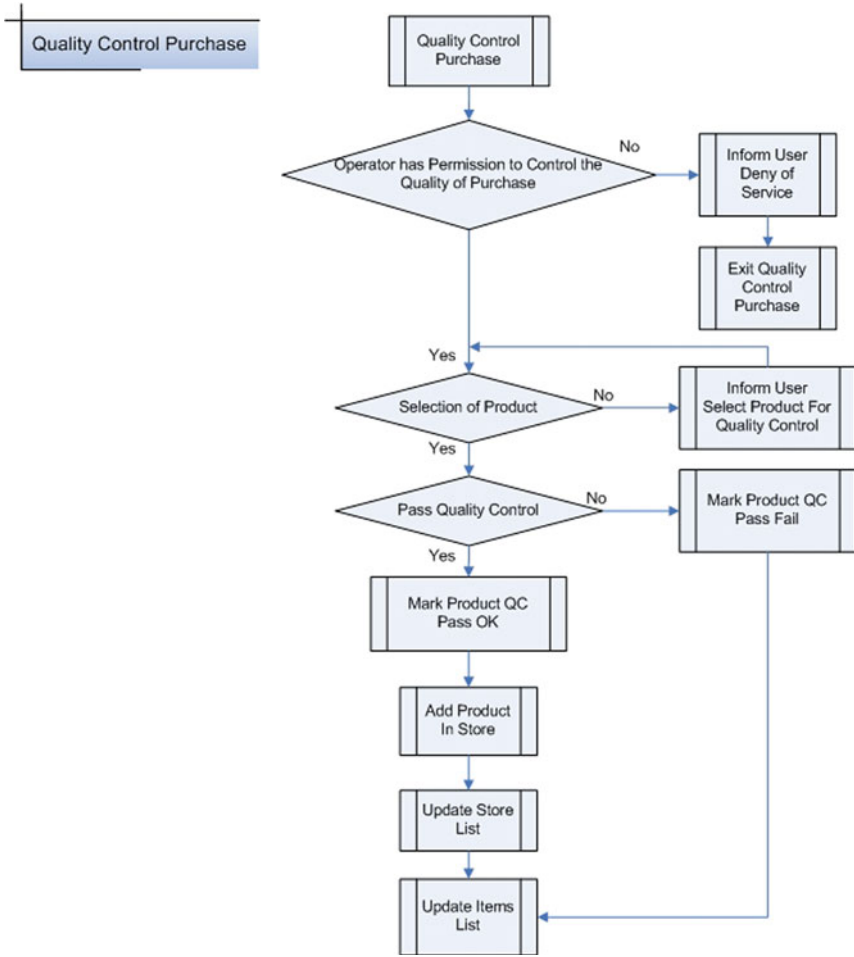 Quality Control Purchase
Quality Control
Purchase
Operator has Permission to Control the
Quality of Purchase
No
Inform User
Deny of
Service
Exit Quality
Control
Purchase
Yes
Selection of Product
No
Inform User
Select Product For
Quality Control
Yes
Pass Quality Control
No
Mark Product QC
Pass Fail
Yes
Mark Product QC
Pass OK
Add Product
In Store
Update Store
List
Update Items
List